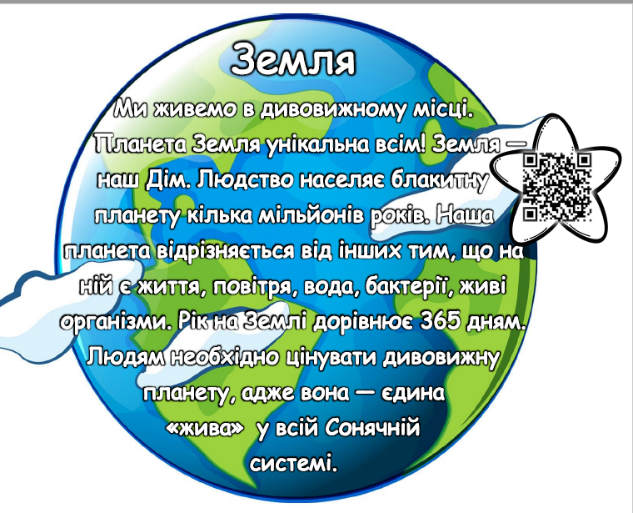 Земля
Ми живемо в дивовижному місці.
Планета Земля унікальна всім! Земля —
наш Дім. Людство населяє блакитну
планету кілька мільйонів років. Наша
планета відрізняється від інших тим, що на
ній є життя, повітря, вода, бактерії, живі
організми. Рік на Землі дорівнює 365 дням.
Людям необхідно цінувати дивовижну
планету, адже вона — єдина
«жива» у всій Сонячній
системі.